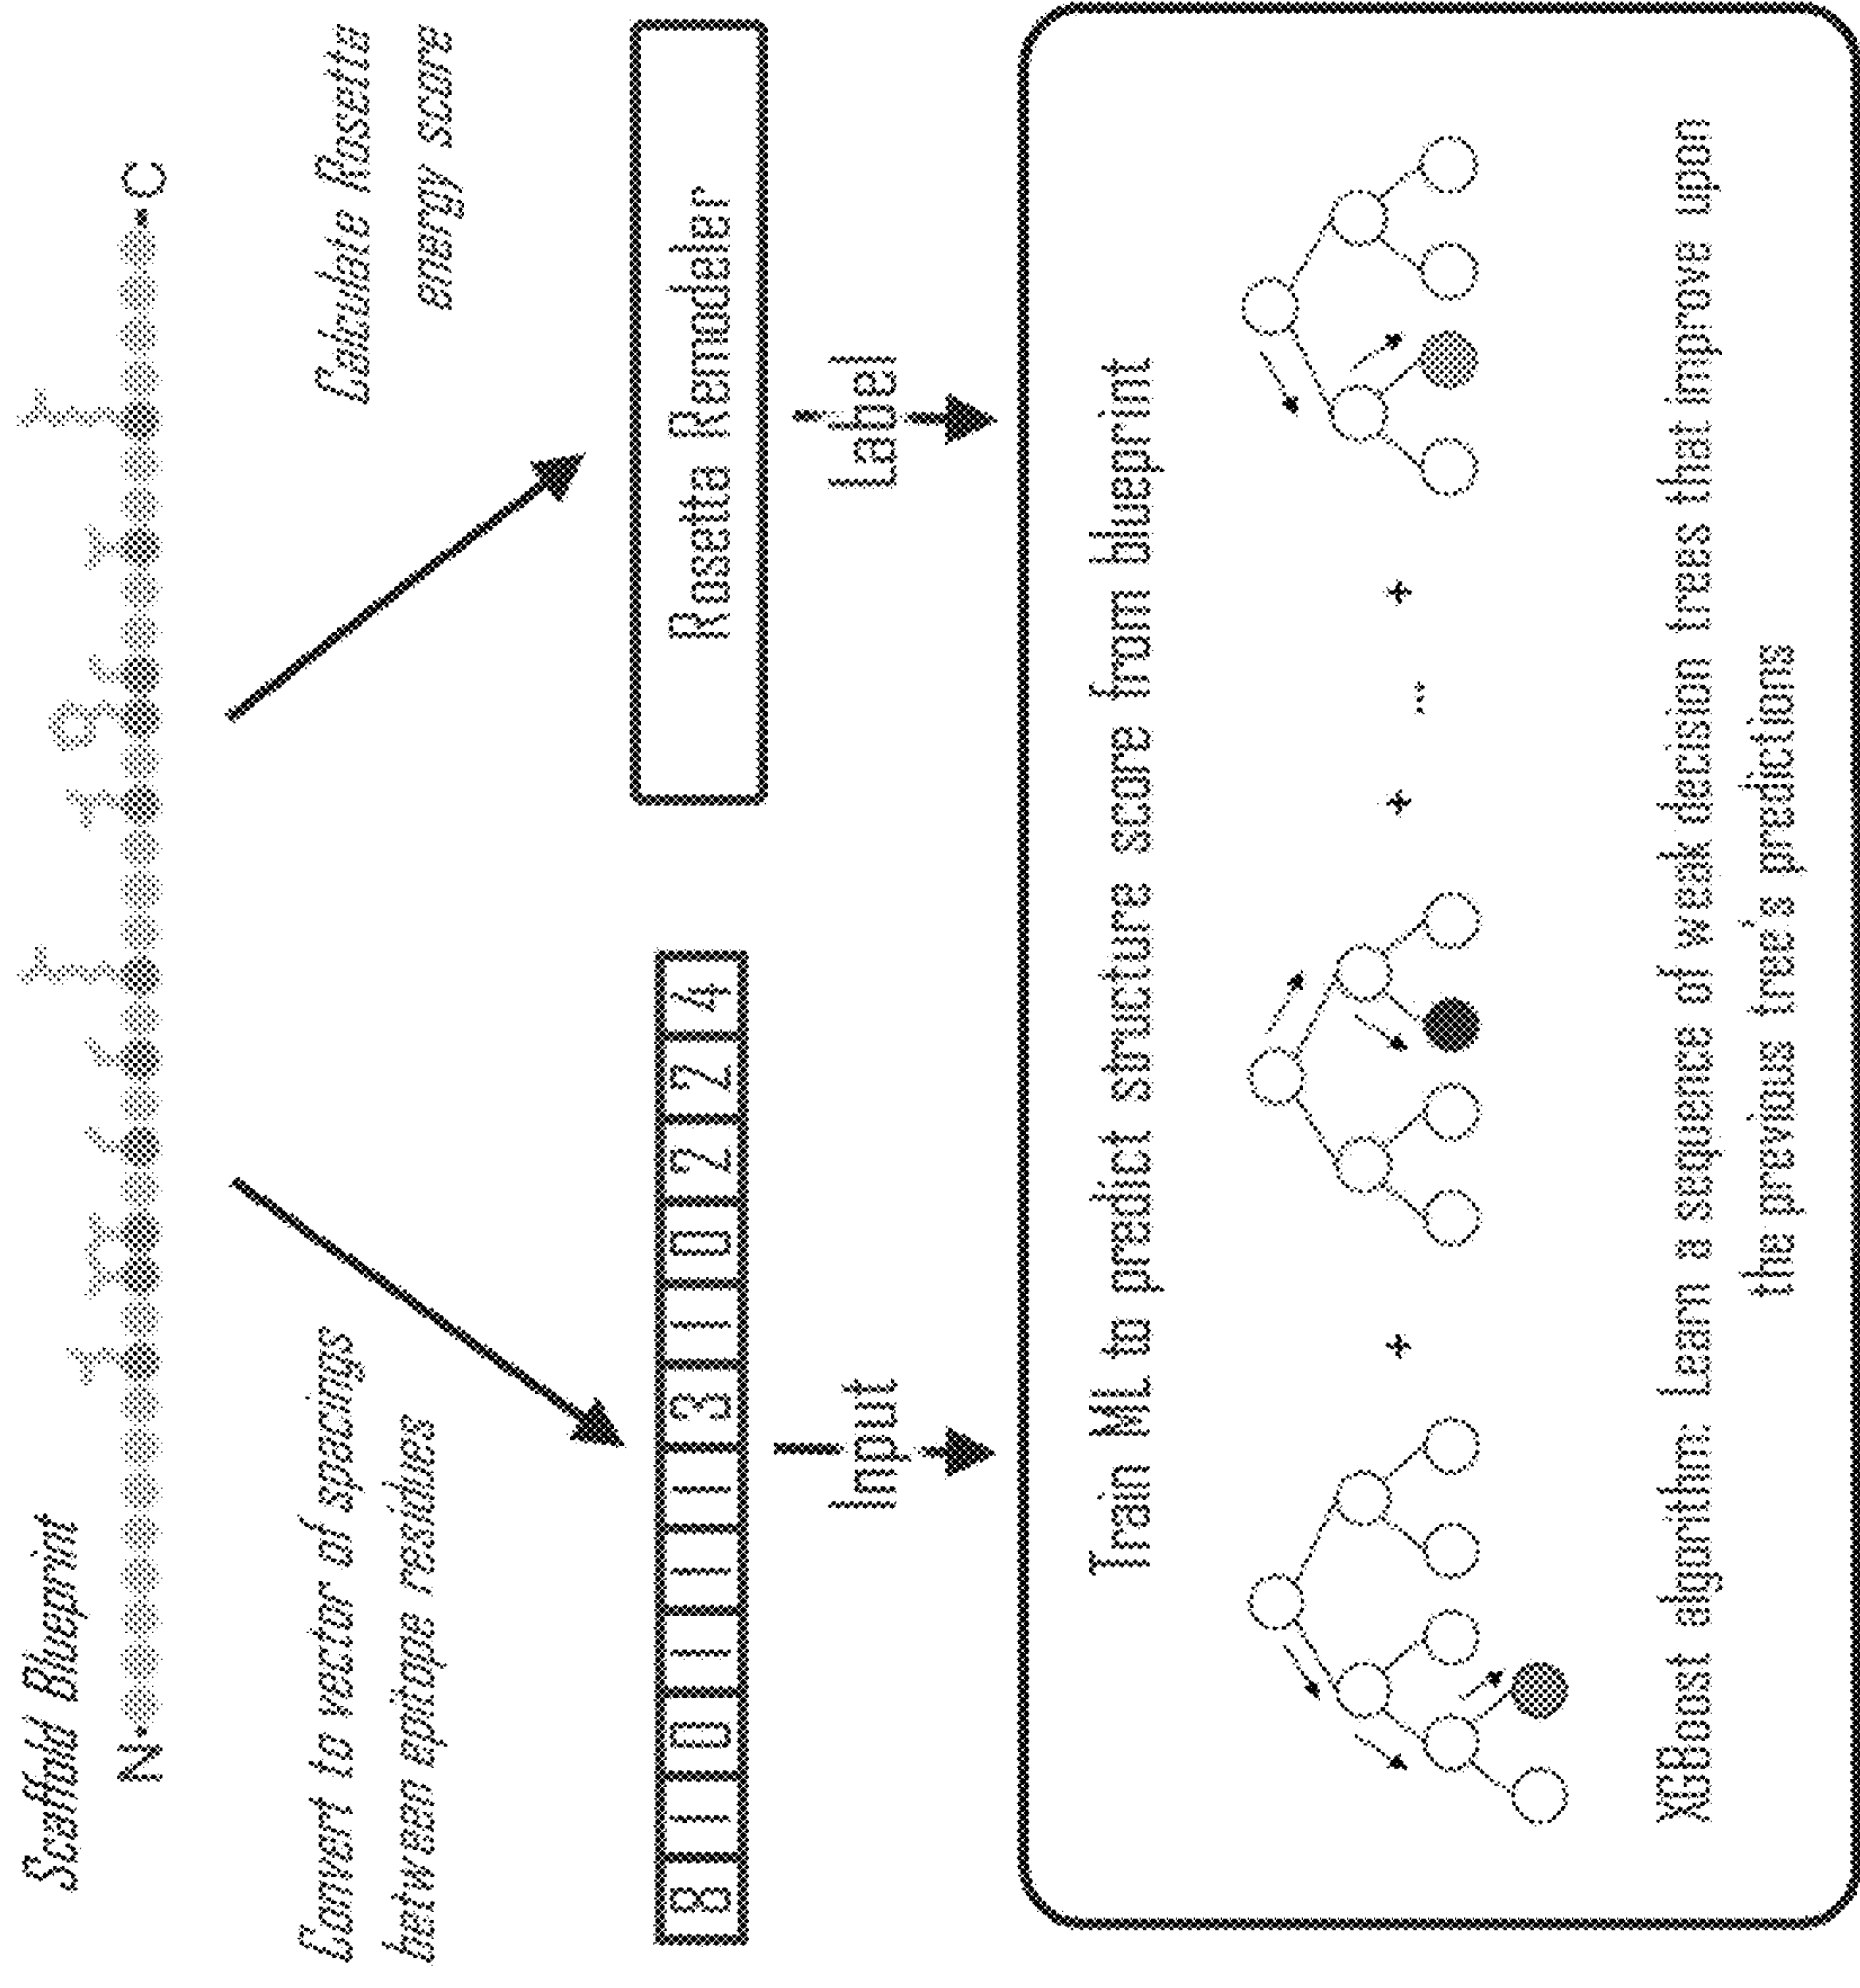 Scaffold Blueprint
N
C
Convert to vector of spacings
between epitope residues
Calculate Rosetta
energy score
8 1 0 1 1 1 3 1 0 2 2 4
Rosetta Remodeler
Input
Label
Train ML to predict structure score from blueprint
+ + ... +
XGBoost algorithm: Learn a sequence of weak decision trees that improve upon
the previous tree's predictions